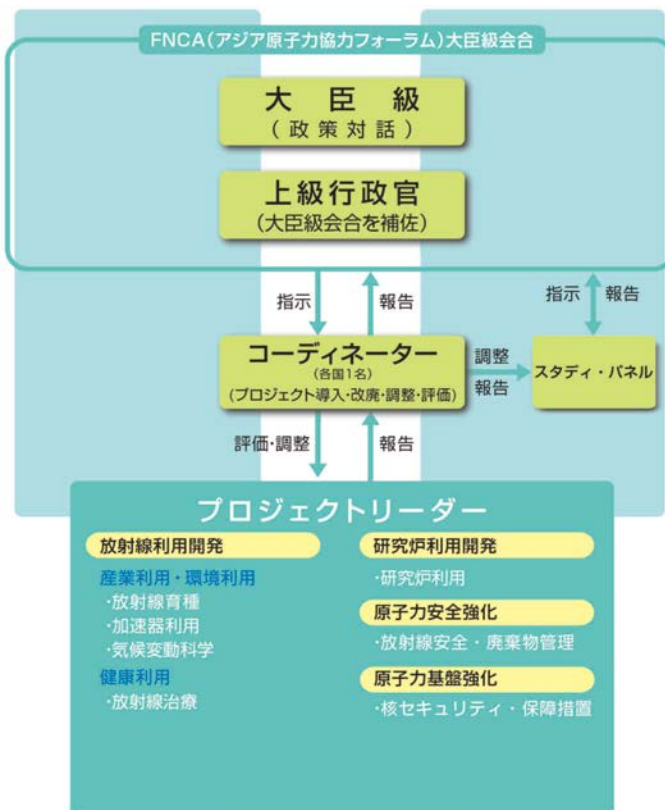 FNCA(アジア原子力協力フォーラム)大臣級会合
大臣級
(政策対話)
上級行政官
(大臣級会合を補佐)
指示
報告
指示
報告
コーディネーター
(各国1名)
(プロジェクト導入・改廃・調整・評価)
調整
報告
スタディ・パネル
評価・調整
報告
プロジェクトリーダー
放射線利用開発
産業利用・環境利用
・放射線育種
・加速器利用
・気候変動科学
健康利用
・放射線治療
研究炉利用開発
・研究炉利用
原子力安全強化
・放射線安全・廃棄物管理
原子力基盤強化
・核セキュリティ・保障措置